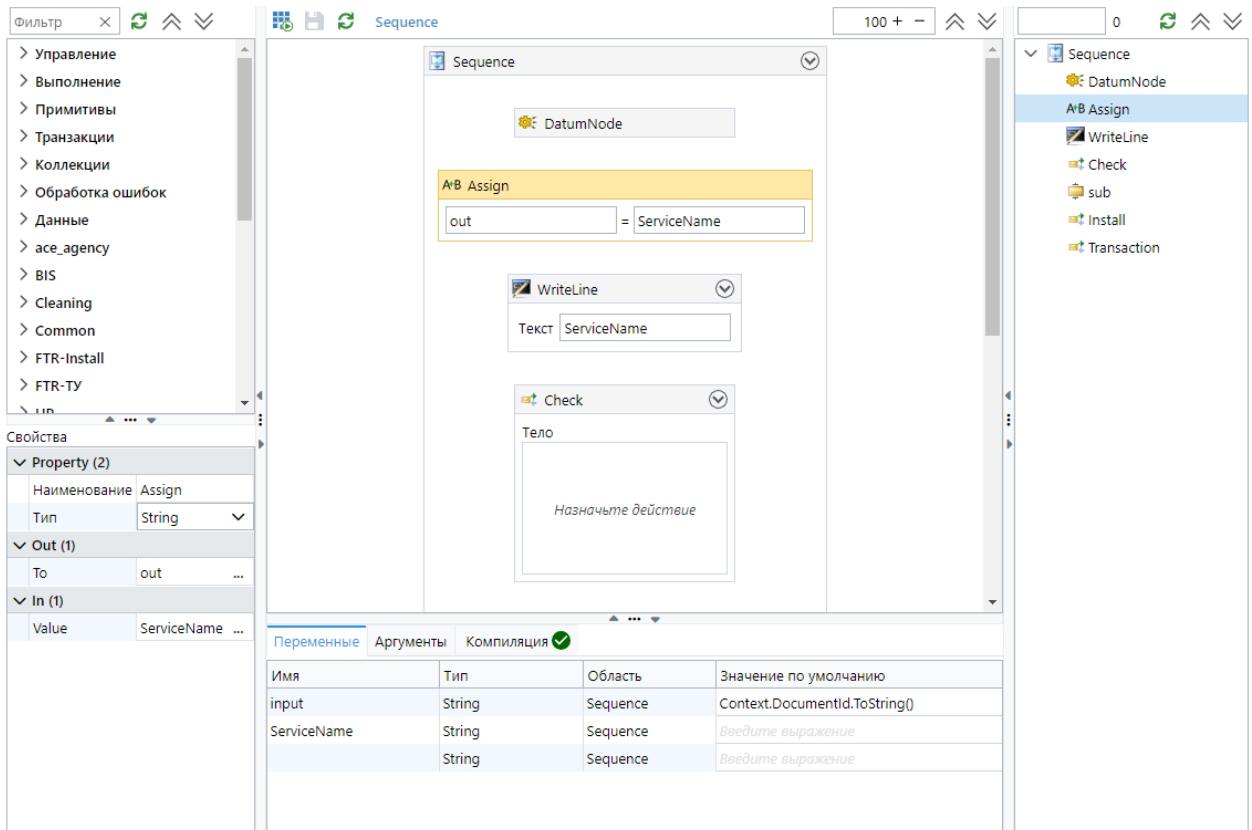 Фильтр
Sequence
100 + −
0
Управление
Выполнение
Примитивы
Транзакции
Коллекции
Обработка ошибок
Данные
ace_agency
BIS
Cleaning
Common
FTR-Install
FTR-ТУ
Свойства
Property (2)
Наименование Assign
Тип String
Out (1)
To out ...
In (1)
Value ServiceName ...
Sequence
DatumNode
A+B Assign
out = ServiceName
WriteLine
Текст ServiceName
Check
Тело
Назначьте действие
Переменные Аргументы Компиляция
Имя Тип Область Значение по умолчанию
input String Sequence Context.DocumentId.ToString()
ServiceName String Sequence Введите выражение
String Sequence Введите выражение
Sequence
DatumNode
A+B Assign
WriteLine
Check
sub
Install
Transaction